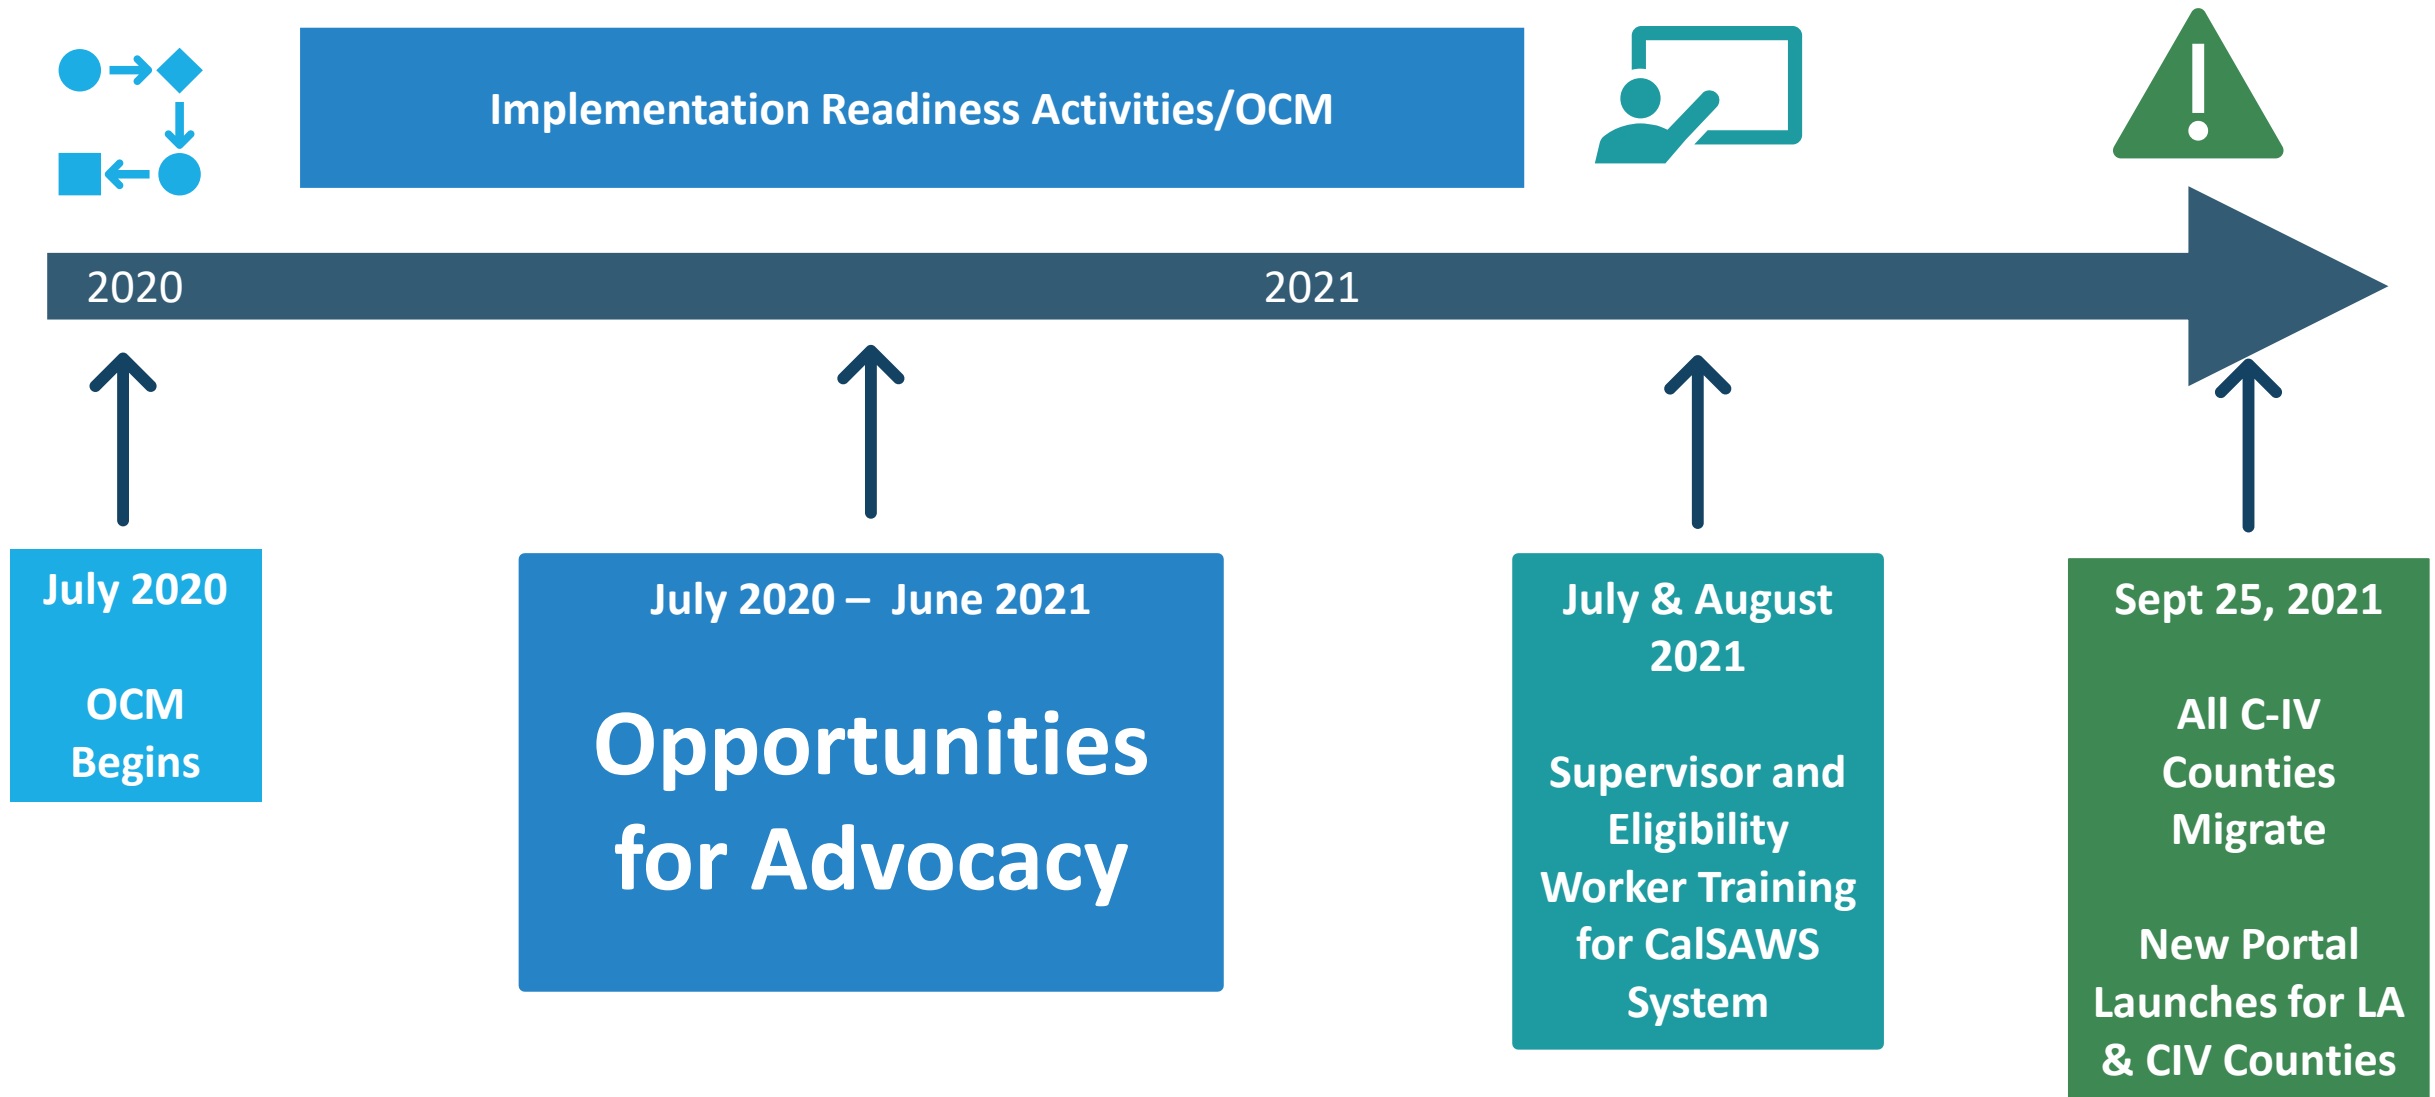 Implementation Readiness Activities/OCM
2020
2021
July 2020
OCM
Begins
July 2020 – June 2021
Opportunities
for Advocacy
July & August
2021
Supervisor and
Eligibility
Worker Training
for CalSAWS
System
Sept 25, 2021
All C-IV
Counties
Migrate
New Portal
Launches for LA
& CIV Counties